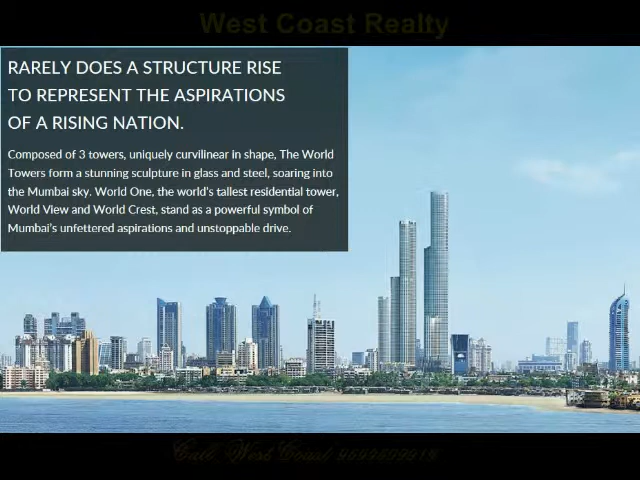 West Coast Realty
RARELY DOES A STRUCTURE RISE
TO REPRESENT THE ASPIRATIONS
OF A RISING NATION.
Composed of 3 towers, uniquely curvilinear in shape, The World
Towers form a stunning sculpture in glass and steel, soaring into
the Mumbai sky. World One, the world's tallest residential tower,
World View and World Crest, stand as a powerful symbol of
Mumbai's unfettered aspirations and unstoppable drive.
Call West Coast